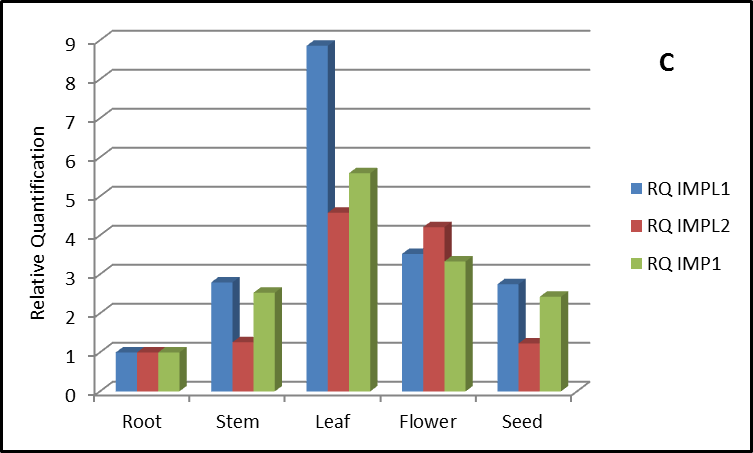 C
9
8
7
6
5
4
3
2
1
0
Relative Quantification
Root Stem Leaf Flower Seed
RQ IMPL1
RQ IMPL2
RQ IMP1